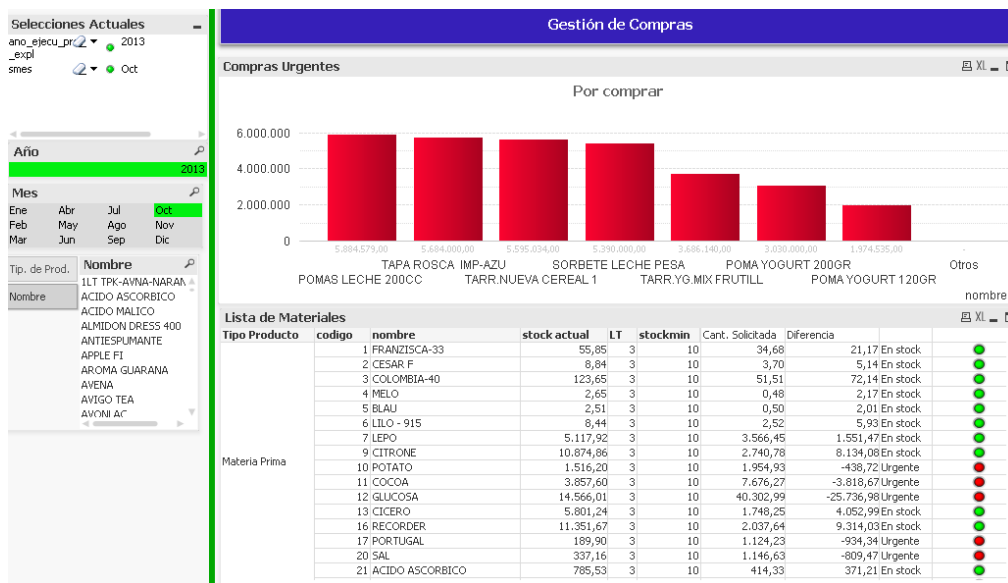 Selecciones Actuales
ano_ejecu_pro
_expl
2013
smes
Oct
Año
2013
Mes
Ene Abr Jul Oct
Feb May Ago Nov
Mar Jun Sep Dic
Tip. de Prod.
Nombre
Nombre
1LT TPK-AVNA-NARAN
ACIDO ASCORBICO
ACIDO MALICO
ALMIDON DRESS 400
ANTIESPUMANTE
APPLE FI
AROMA GUARANA
AVENA
AVIGO TEA
AVONLAC
Gestión de Compras
Compras Urgentes
XL
Por comprar
6.000.000
4.000.000
2.000.000
0
5.884.579,00 5.684.000,00 5.595.034,00 5.390.000,00 3.686.140,00 3.030.000,00 1.974.535,00 -
TAPA ROSCA IMP-AZU SORBETE LECHE PESA POMA YOGURT 200GR Otros
POMAS LECHE 200CC TARR.NUEVA CEREAL 1 TARR.YG.MIX FRUTILL POMA YOGURT 120GR
nombre
Lista de Materiales
XL
Tipo Producto codigo nombre stock actual LT stockmin Cant. Solicitada Diferencia
1 FRANZISCA-33 55,85 3 10 34,68 21,17 En stock
2 CESAR F 8,84 3 10 3,70 5,14 En stock
3 COLOMBIA-40 123,65 3 10 51,51 72,14 En stock
4 MELO 2,65 3 10 0,48 2,17 En stock
5 BLAU 2,51 3 10 0,50 2,01 En stock
6 LILO - 915 8,44 3 10 2,52 5,93 En stock
7 LEPO 5.117,92 3 10 3.566,45 1.551,47 En stock
9 CITRONE 10.874,86 3 10 2.740,78 8.134,08 En stock
Materia Prima
10 POTATO 1.516,20 3 10 1.954,93 -438,72 Urgente
11 COCOA 3.857,60 3 10 7.676,27 -3.818,67 Urgente
12 GLUCOSA 14.566,01 3 10 40.302,99 -25.736,98 Urgente
13 CICERO 5.801,24 3 10 1.748,25 4.052,99 En stock
16 RECORDER 11.351,67 3 10 2.037,64 9.314,03 En stock
17 PORTUGAL 189,90 3 10 1.124,23 -934,34 Urgente
20 SAL 337,16 3 10 1.146,63 -809,47 Urgente
21 ACIDO ASCORBICO 785,53 3 10 414,33 371,21 En stock